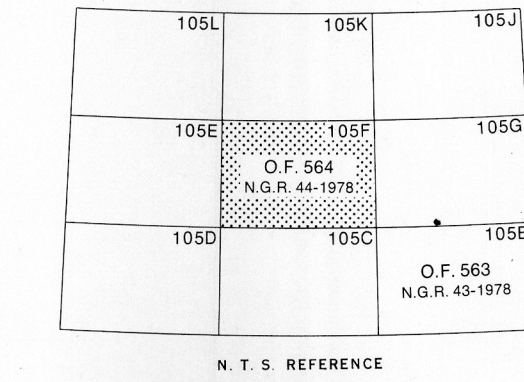 105L 105K 105J
105E 105F 105G
O.F. 564
N.G.R. 44-1978
105D 105C 105B
O.F. 563
N.G.R. 43-1978
N. T. S. REFERENCE